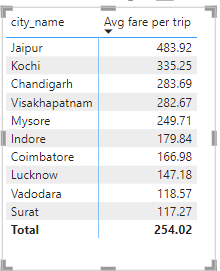 city_name Avg fare per trip
Jaipur 483.92
Kochi 335.25
Chandigarh 283.69
Visakhapatnam 282.67
Mysore 249.71
Indore 179.84
Coimbatore 166.98
Lucknow 147.18
Vadodara 118.57
Surat 117.27
Total 254.02